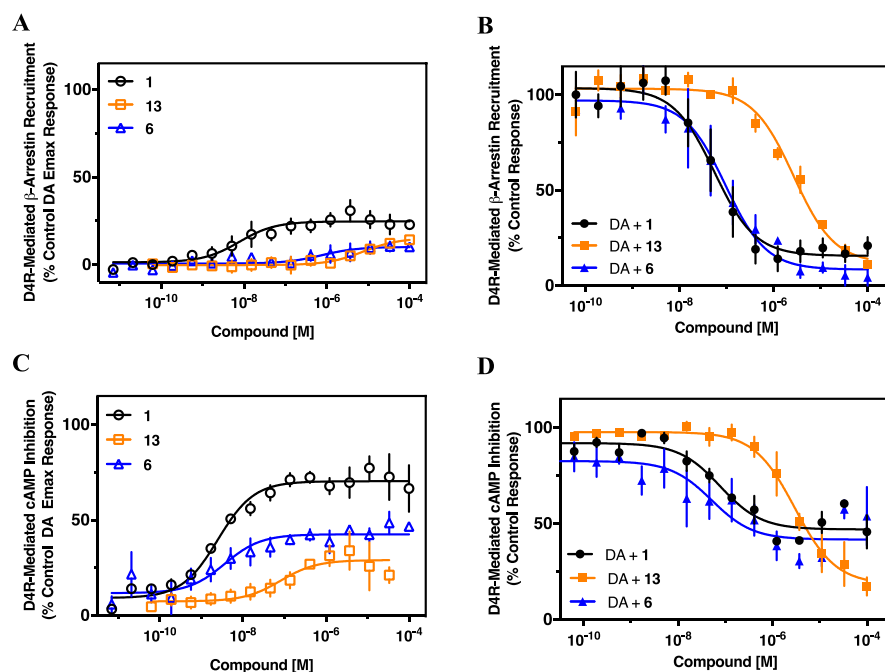 A
D4R-Mediated β-Arrestin Recruitment
(% Control DA Emax Response)
100
50
0
1
13
6
10⁻¹⁰
10⁻⁸
10⁻⁶
10⁻⁴
Compound [M]
B
D4R-Mediated β-Arrestin Recruitment
(% Control Response)
100
50
0
DA + 1
DA + 13
DA + 6
10⁻¹⁰
10⁻⁸
10⁻⁶
10⁻⁴
Compound [M]
C
D4R-Mediated cAMP Inhibition
(% Control DA Emax Response)
100
50
0
1
13
6
10⁻¹⁰
10⁻⁸
10⁻⁶
10⁻⁴
Compound [M]
D
D4R-Mediated cAMP Inhibition
(% Control Response)
100
50
0
DA + 1
DA + 13
DA + 6
10⁻¹⁰
10⁻⁸
10⁻⁶
10⁻⁴
Compound [M]